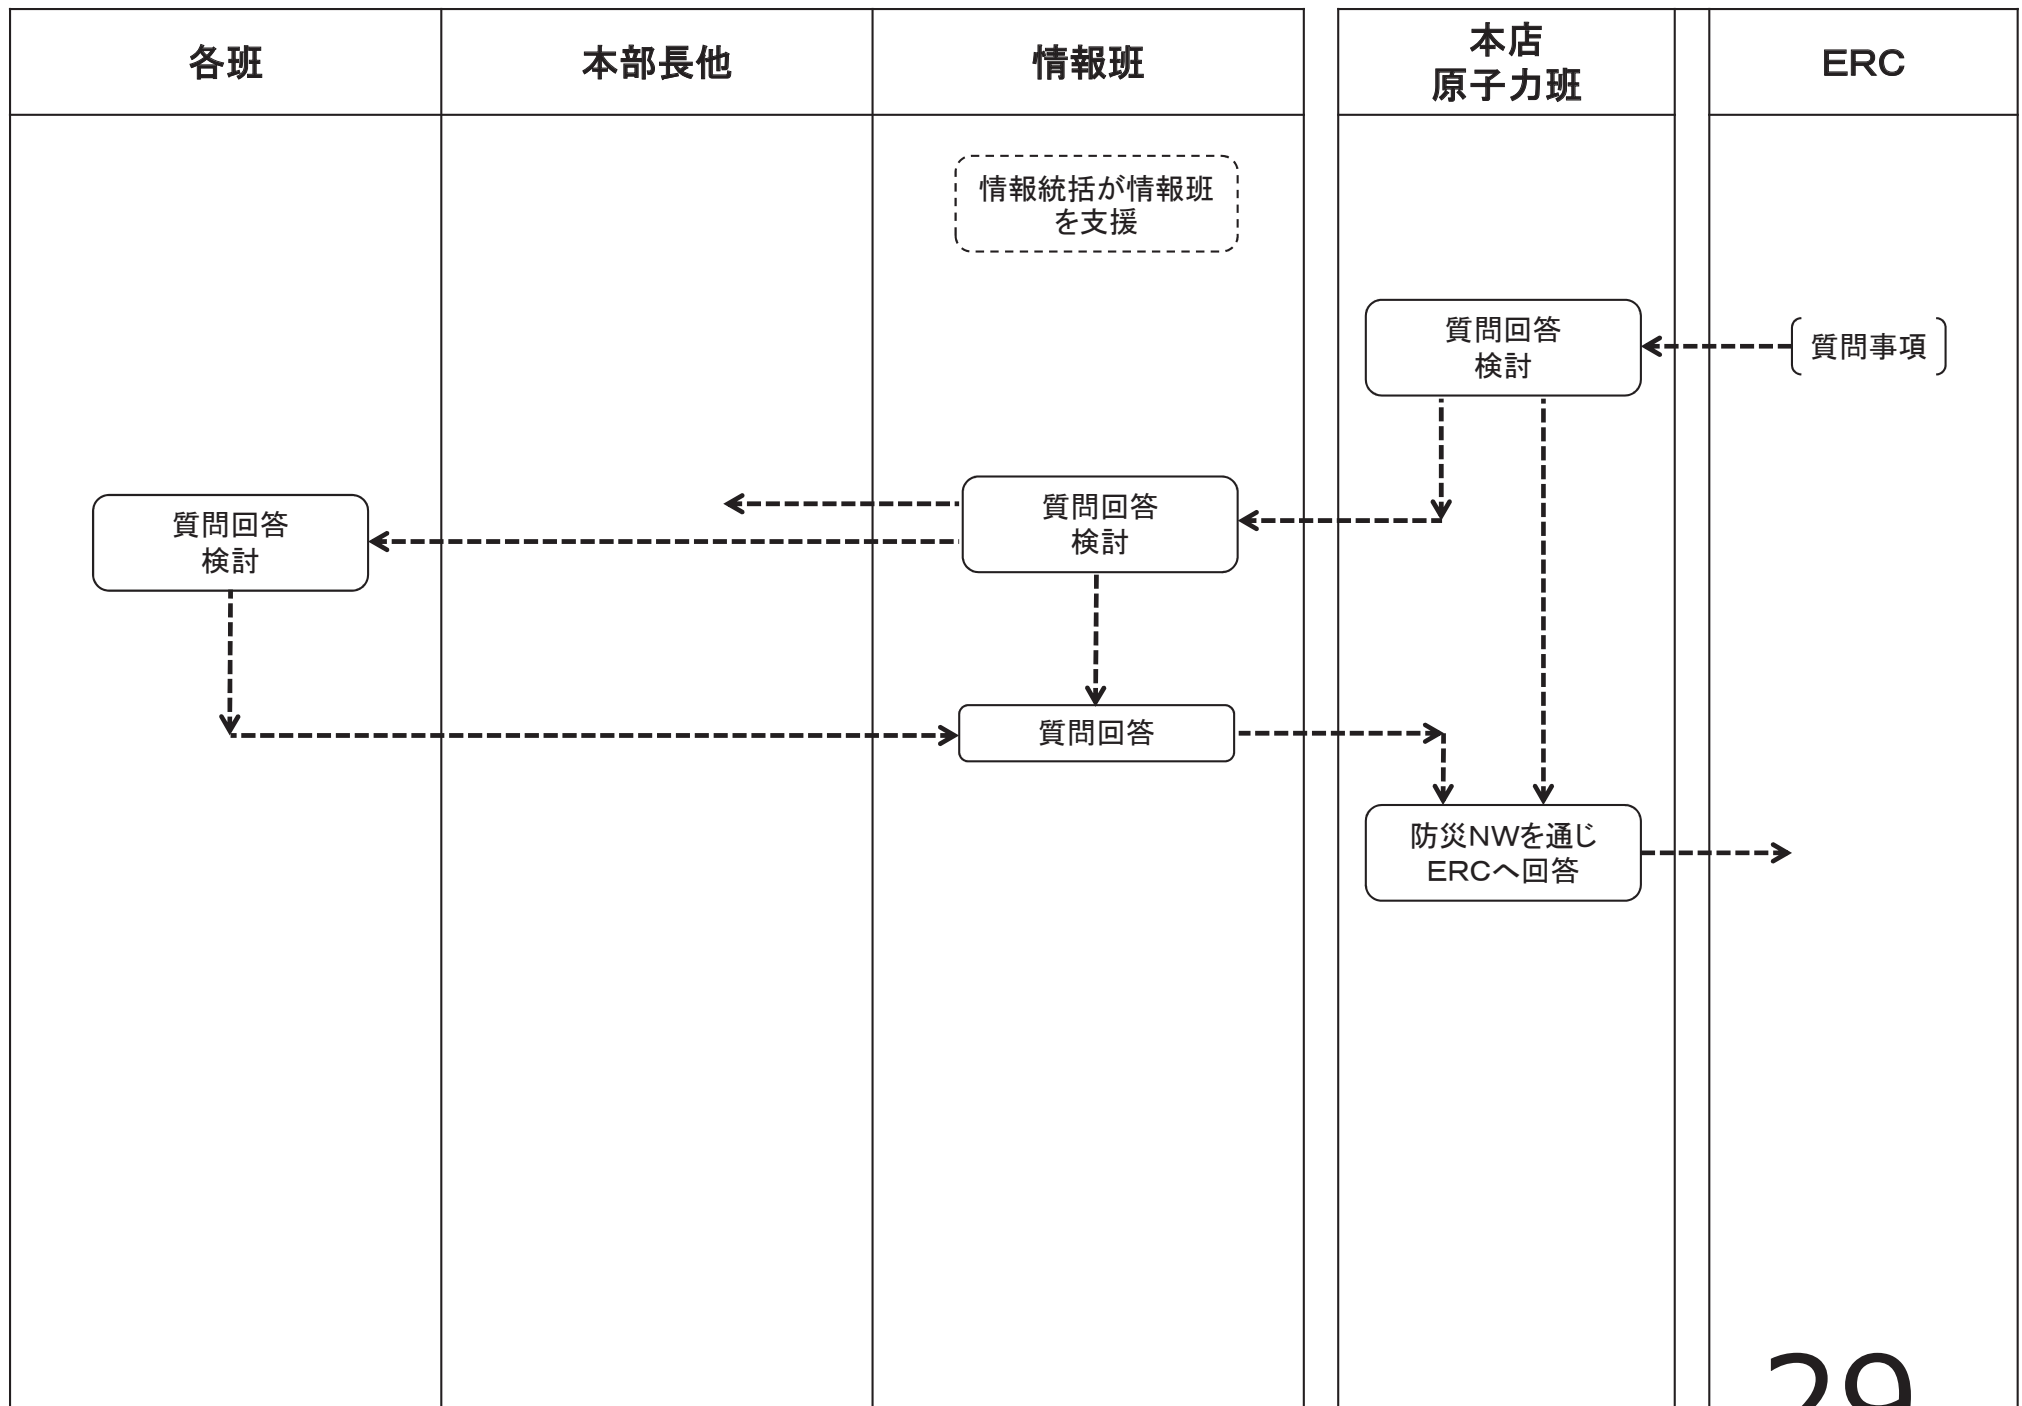 各班
本部長他
情報班
本店
原子力班
ERC
情報統括が情報班
を支援
質問回答
検討
質問事項
質問回答
検討
質問回答
検討
質問回答
防災NWを通じ
ERCへ回答
29